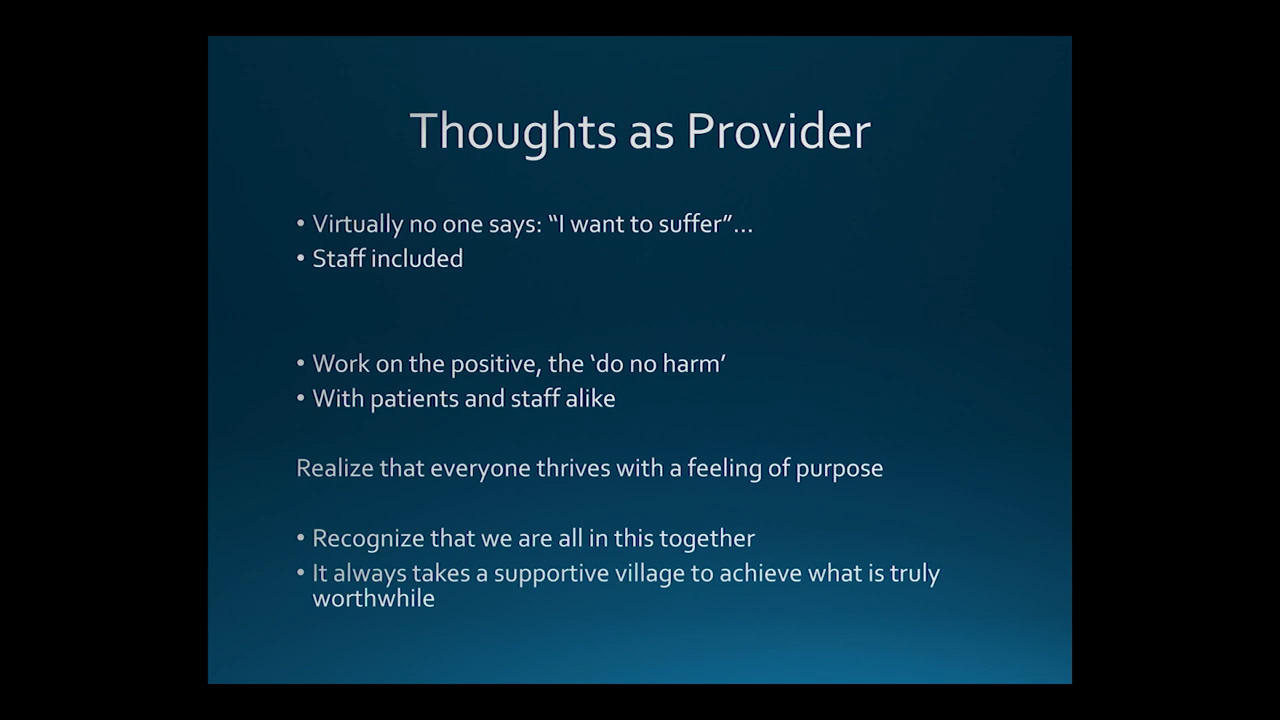 Thoughts as Provider
• Virtually no one says: “I want to suffer”…
• Staff included
• Work on the positive, the ‘do no harm’
• With patients and staff alike
Realize that everyone thrives with a feeling of purpose
• Recognize that we are all in this together
• It always takes a supportive village to achieve what is truly
worthwhile